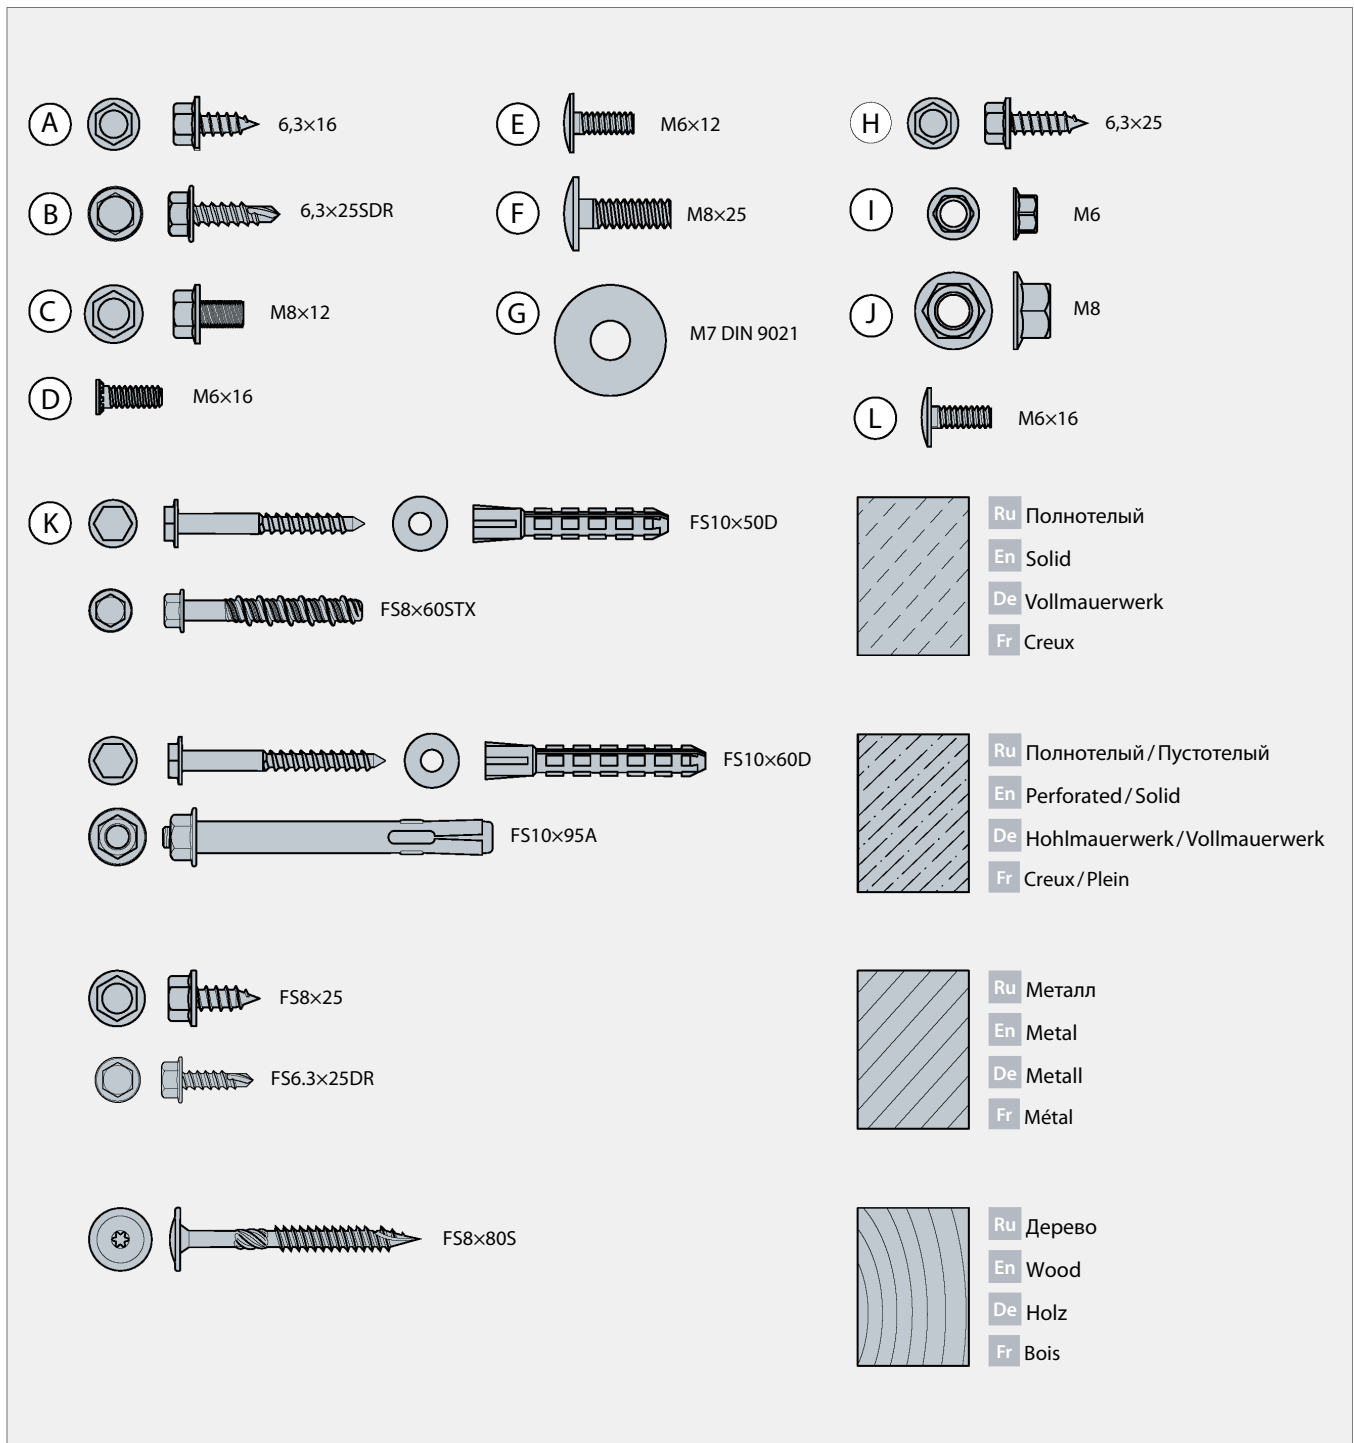 A 6,3×16
B 6,3×25SDR
C M8×12
D M6×16
E M6×12
F M8×25
G M7 DIN 9021
H 6,3×25
I M6
J M8
L M6×16
K FS10×50D
FS8×60STX
Ru Полнотелый
En Solid
De Vollmauerwerk
Fr Creux
FS10×60D
FS10×95A
Ru Полнотелый/Пустотелый
En Perforated/Solid
De Hohlmauerwerk/Vollmauerwerk
Fr Creux/Plein
FS8×25
FS6.3×25DR
Ru Металл
En Metal
De Metall
Fr Métal
FS8×80S
Ru Дерево
En Wood
De Holz
Fr Bois